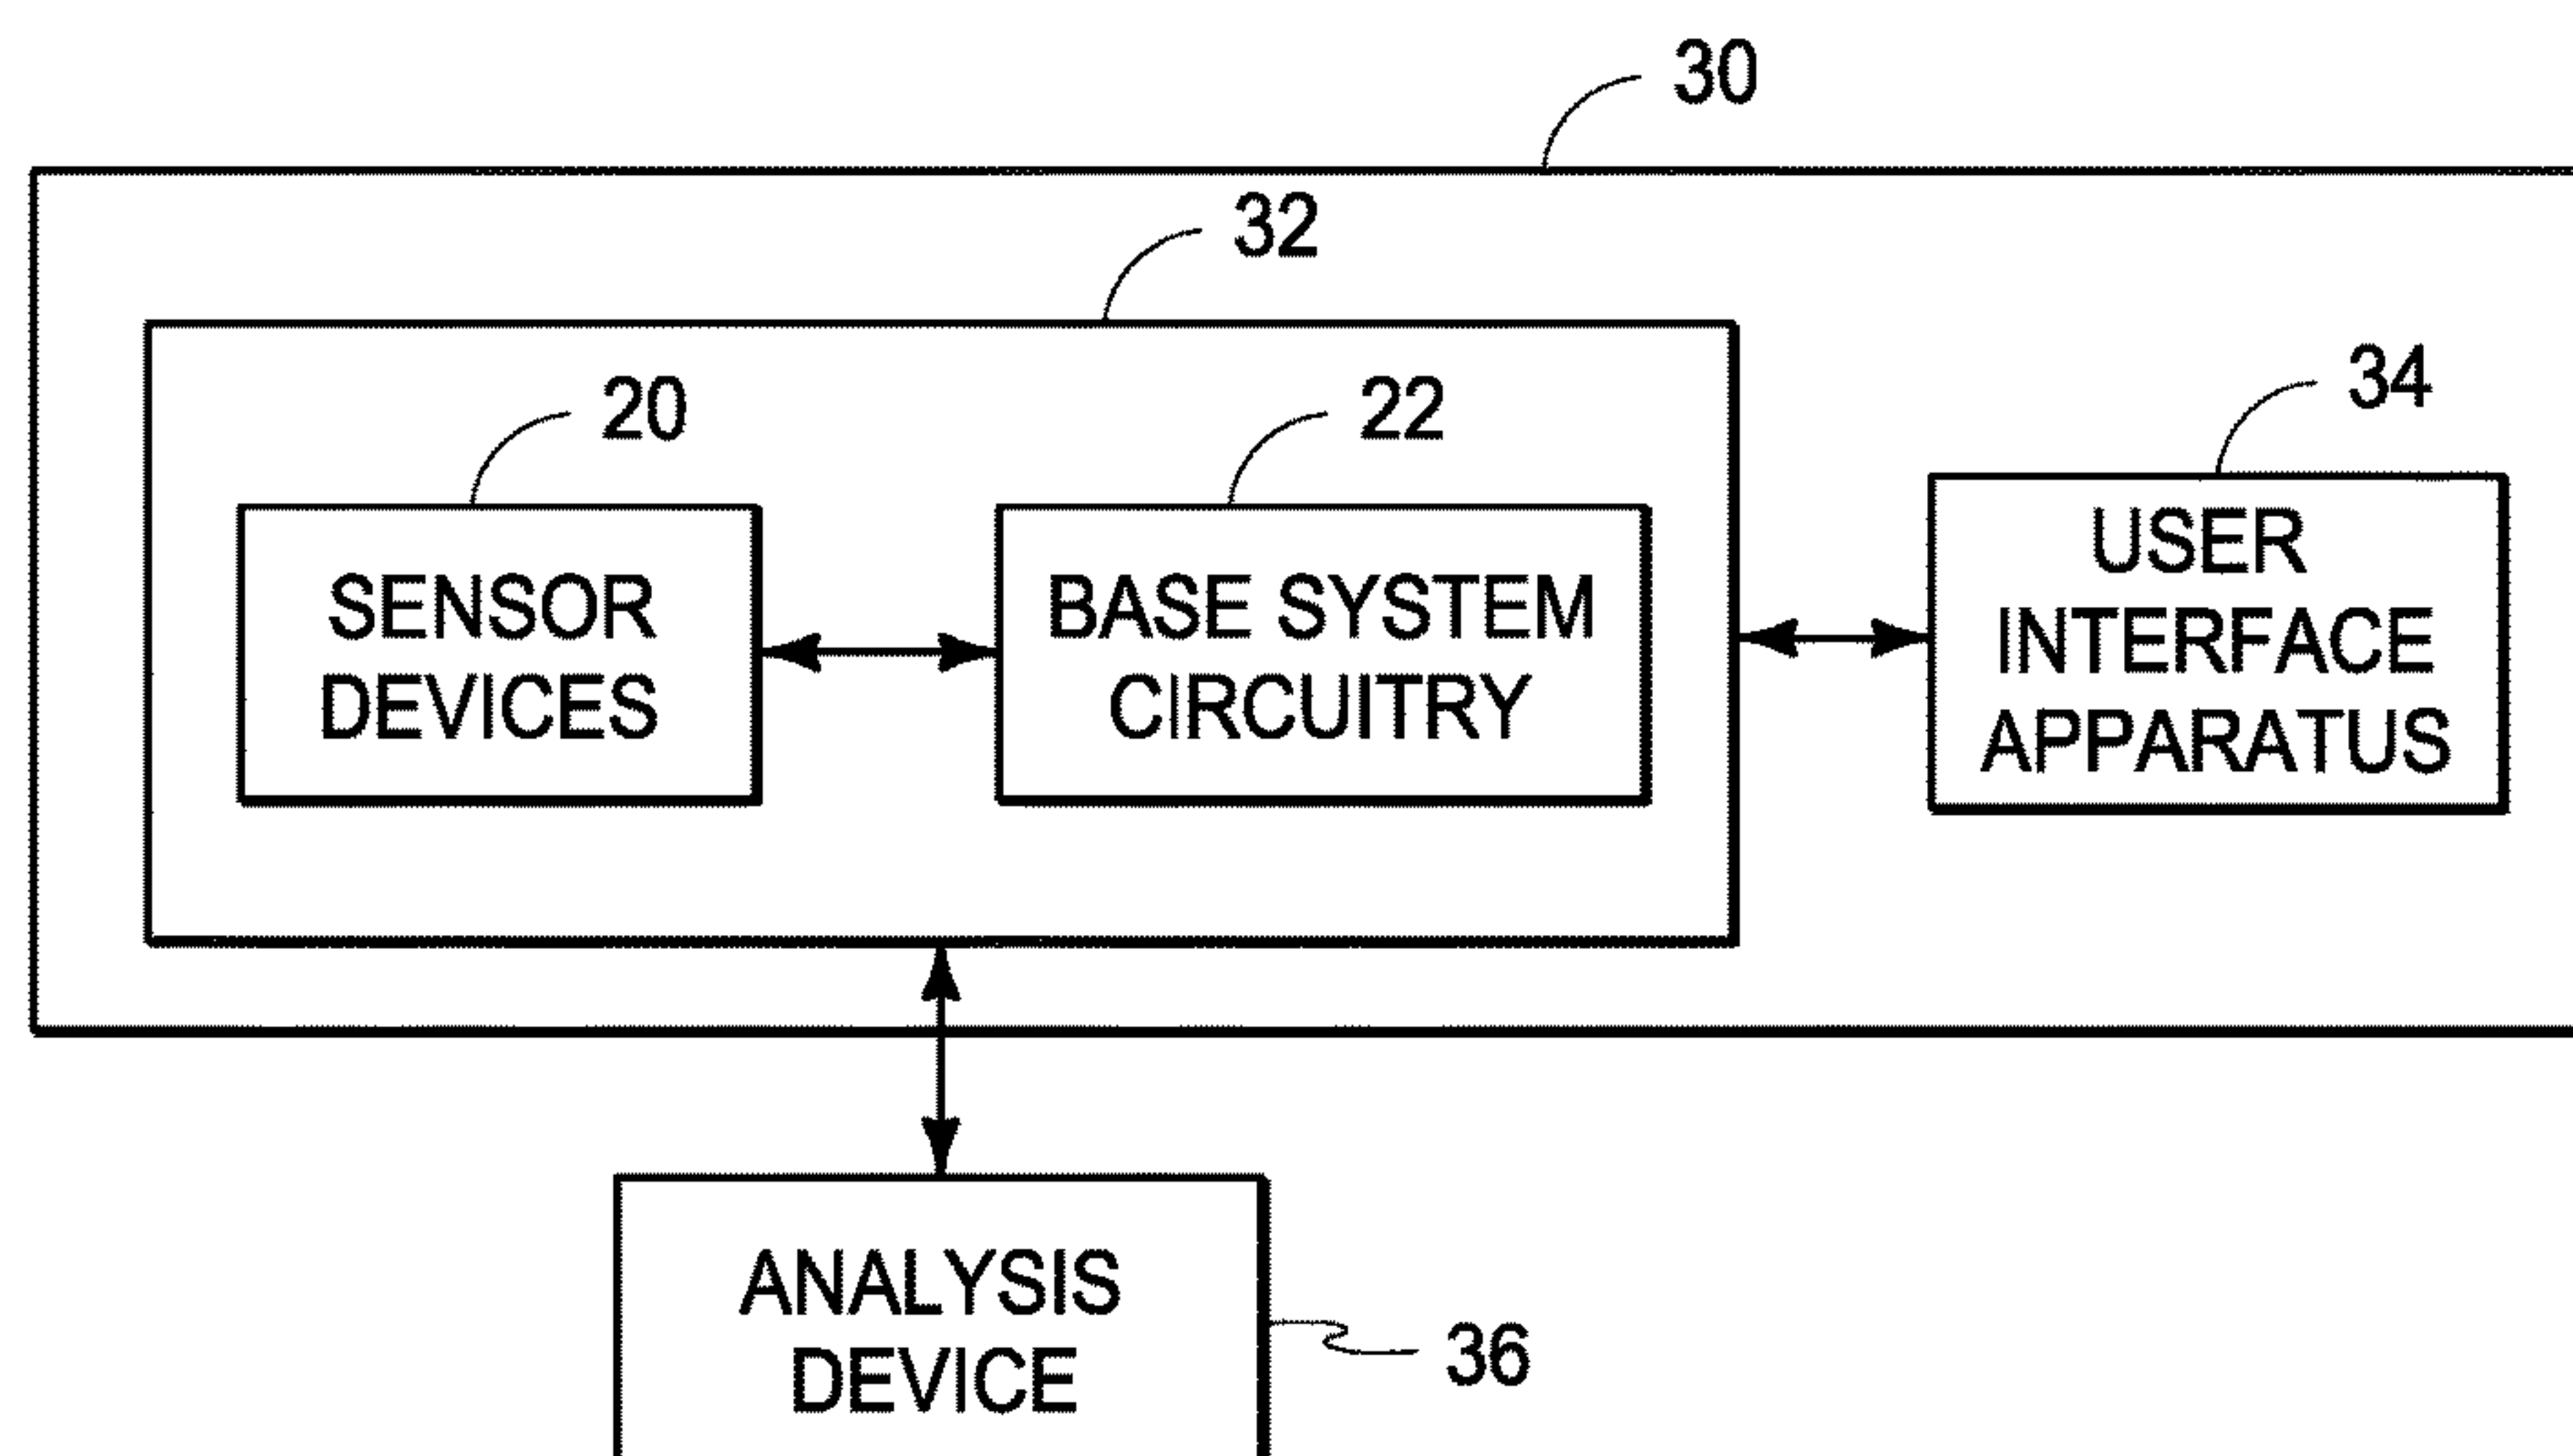 30
32
20
22
34
SENSOR
DEVICES
BASE SYSTEM
CIRCUITRY
USER
INTERFACE
APPARATUS
ANALYSIS
DEVICE
36